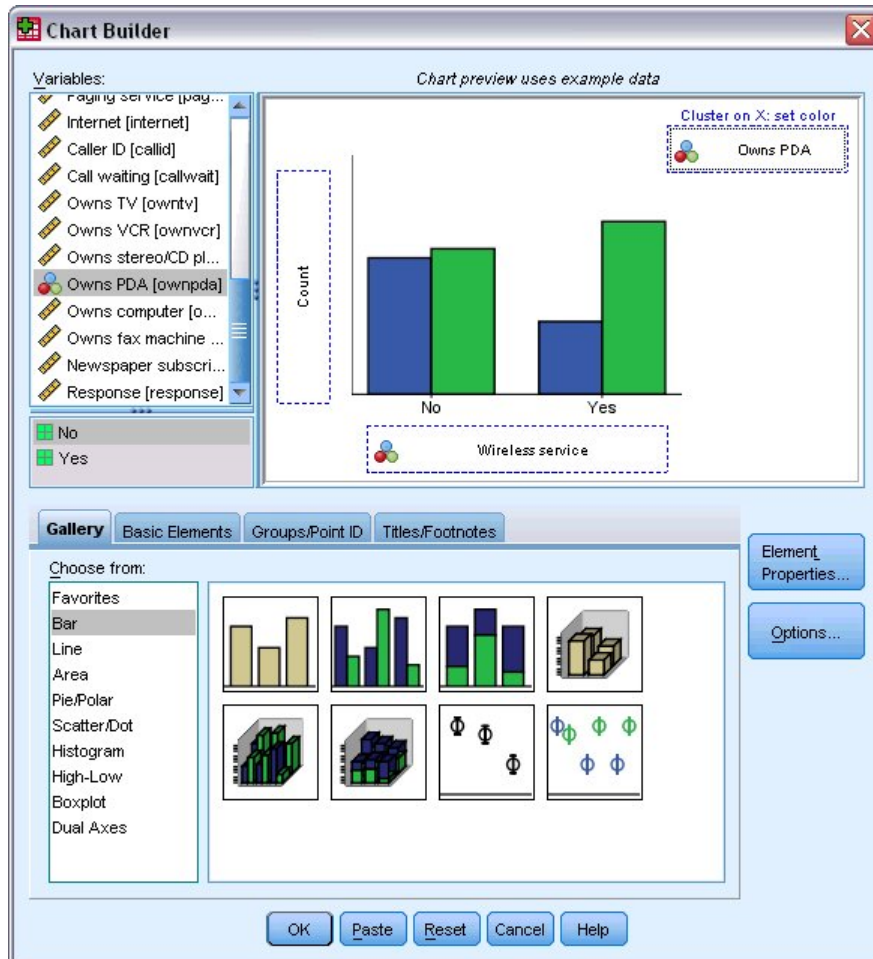 Chart Builder
Variables:
Chart preview uses example data
Paging service [pag...
Internet [internet]
Caller ID [callid]
Call waiting [callwait]
Owns TV [owntv]
Owns VCR [ownvcr]
Owns stereo/CD pl...
Owns PDA [ownpda]
Owns computer [o...
Owns fax machine ...
Newspaper subscri...
Response [response]
No
Yes
Cluster on X: set color
Owns PDA
Count
No Yes
Wireless service
Gallery Basic Elements Groups/Point ID Titles/Footnotes
Choose from:
Favorites
Bar
Line
Area
Pie/Polar
Scatter/Dot
Histogram
High-Low
Boxplot
Dual Axes
Element
Properties...
Options...
OK Paste Reset Cancel Help